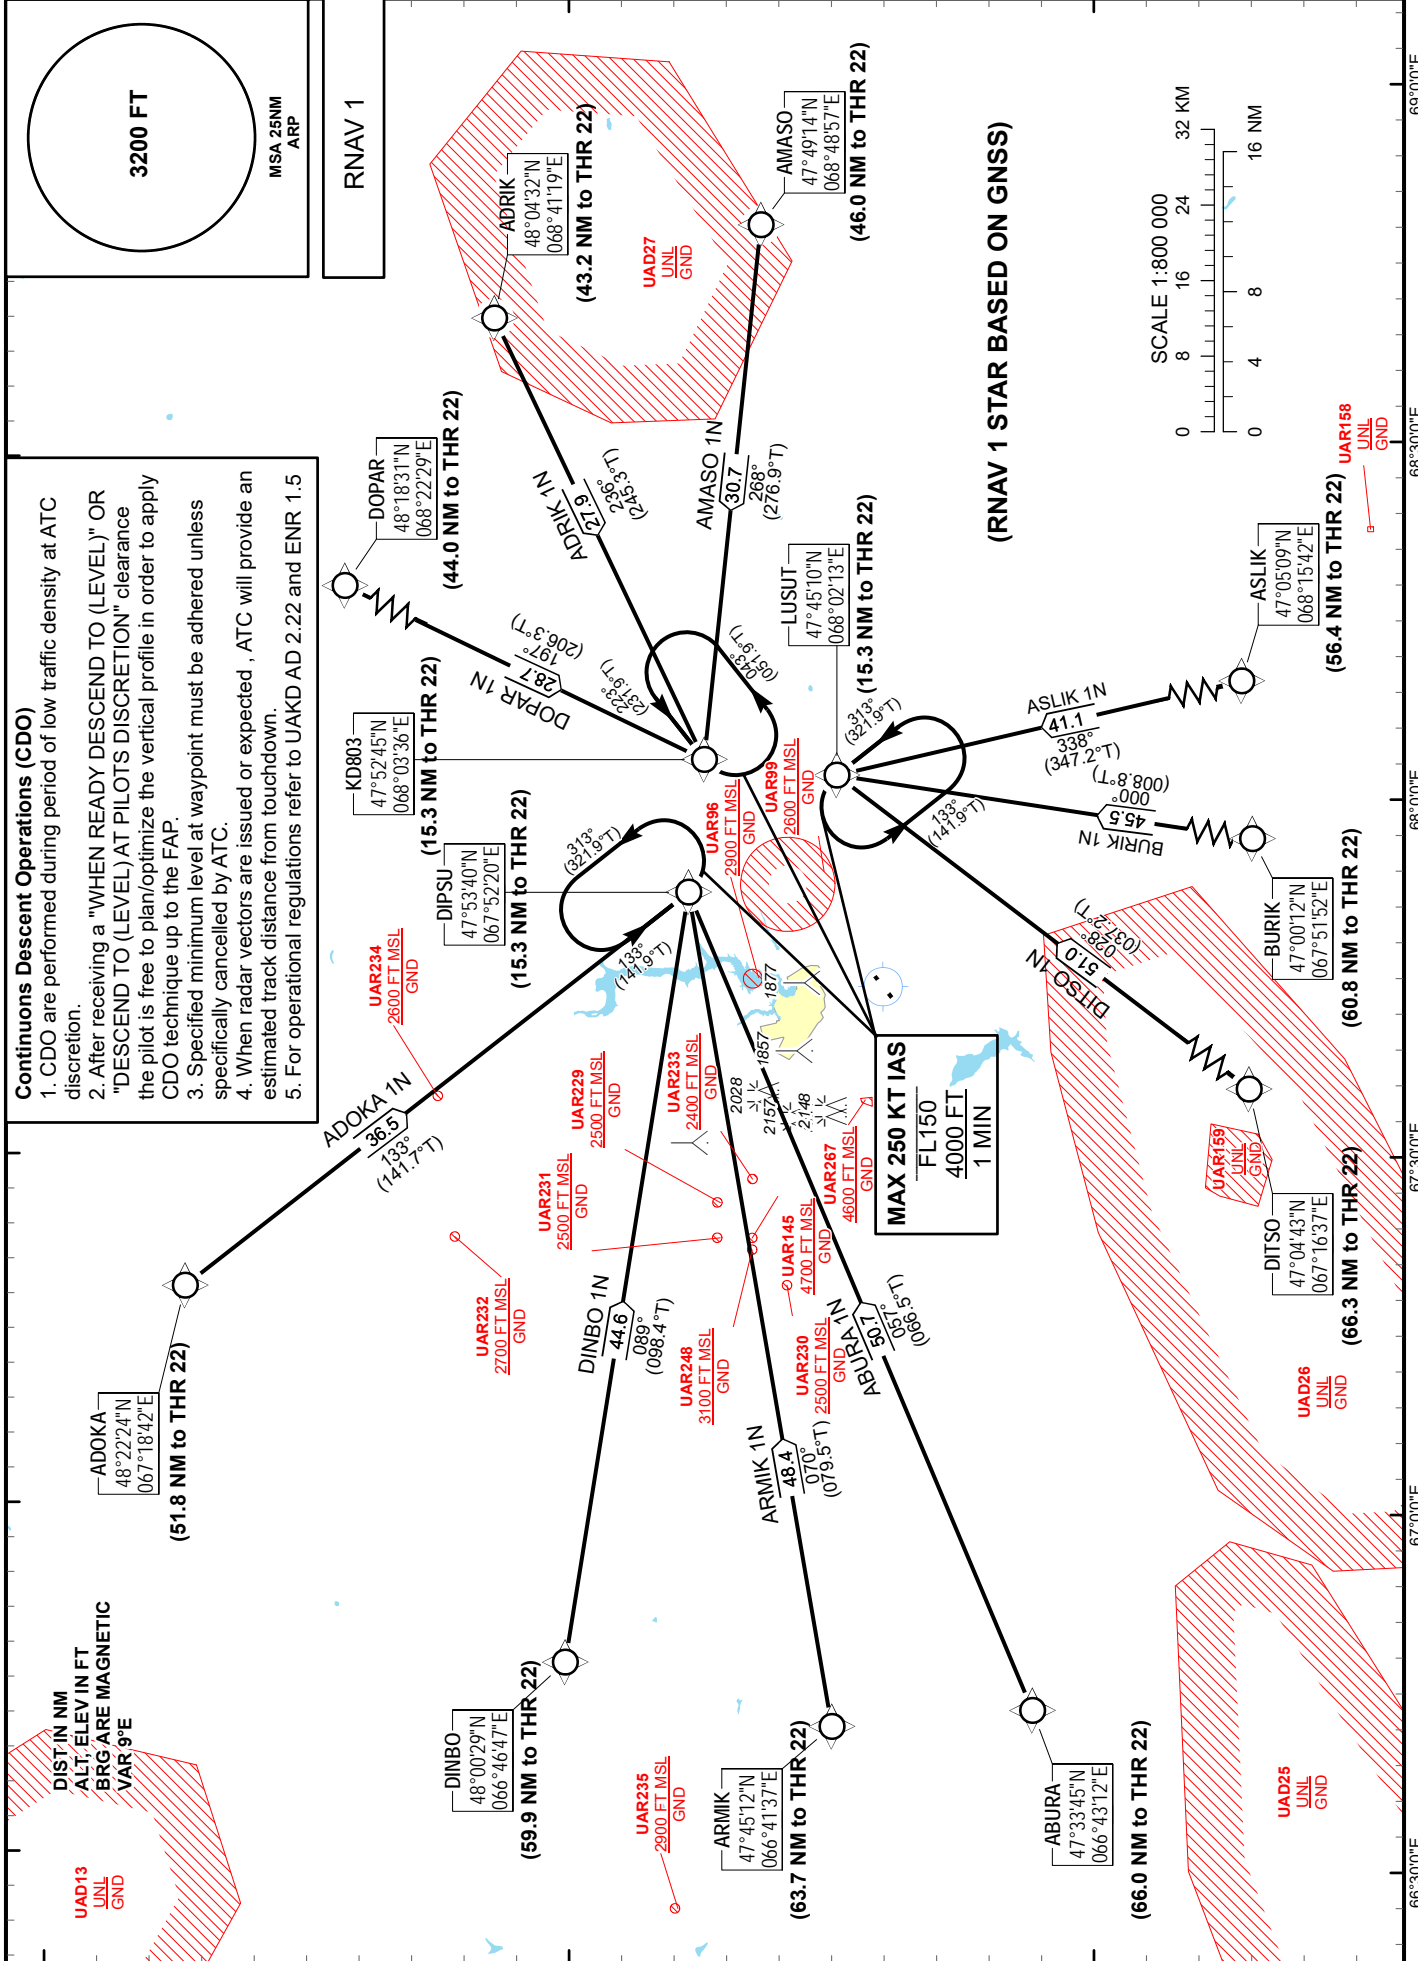 Continuons Descent Operations (CDO)
1. CDO are performed during period of low traffic density at ATC
discretion.
2. After receiving a "WHEN READY DESCEND TO (LEVEL)" OR
"DESCEND TO (LEVEL) AT PILOTS DISCRETION" clearance
the pilot is free to plan/optimize the vertical profile in order to apply
CDO technique up to the FAP.
3. Specified minimum level at waypoint must be adhered unless
specifically cancelled by ATC.
4. When radar vectors are issued or expected , ATC will provide an
estimated track distance from touchdown.
5. For operational regulations refer to UAKD AD 2.22 and ENR 1.5
3200 FT
MSA 25NM
ARP
RNAV 1
DIST IN NM
ALT, ELEV IN FT
BRG ARE MAGNETIC
VAR 9°E
UAD13
UNL
GND
ADOKA
48°22'24"N
067°18'42"E
(51.8 NM to THR 22)
ADOKA 1N
36.5
133°
(141.7°T)
DOPAR
48°18'31"N
068°22'29"E
(44.0 NM to THR 22)
DOPAR 1N
28.7
197°
(206.3°T)
ADRIK
48°04'32"N
068°41'19"E
(43.2 NM to THR 22)
ADRIK 1N
27.9
236°
(245.3°T)
UAD27
UNL
GND
AMASO
47°49'14"N
068°48'57"E
(46.0 NM to THR 22)
AMASO 1N
30.7
268°
(276.9°T)
KD803
47°52'45"N
068°03'36"E
(15.3 NM to THR 22)
223°
(231.9°T)
043°
(051.9°T)
DIPSU
47°53'40"N
067°52'20"E
(15.3 NM to THR 22)
313°
(321.9°T)
133°
(141.9°T)
LUSUT
47°45'10"N
068°02'13"E
(15.3 NM to THR 22)
313°
(321.9°T)
133°
(141.9°T)
UAR234
2600 FT MSL
GND
UAR232
2700 FT MSL
GND
UAR229
2500 FT MSL
GND
UAR231
2500 FT MSL
GND
UAR233
2400 FT MSL
GND
UAR96
2900 FT MSL
GND
UAR99
2600 FT MSL
GND
UAR248
3100 FT MSL
GND
UAR145
4700 FT MSL
GND
UAR230
2500 FT MSL
GND
UAR267
4600 FT MSL
GND
UAR235
2900 FT MSL
GND
2028
2157
2148
1857
1877
DINBO
48°00'29"N
066°46'47"E
(59.9 NM to THR 22)
DINBO 1N
44.6
089°
(098.4°T)
ARMIK
47°45'12"N
066°41'37"E
(63.7 NM to THR 22)
ARMIK 1N
48.4
070°
(079.5°T)
ABURA
47°33'45"N
066°43'12"E
(66.0 NM to THR 22)
ABURA 1N
50.7
057°
(066.5°T)
MAX 250 KT IAS
FL150
4000 FT
1 MIN
DITSO
47°04'43"N
067°16'37"E
(66.3 NM to THR 22)
DITSO 1N
51.0
028°
(037.2°T)
BURIK
47°00'12"N
067°51'52"E
(60.8 NM to THR 22)
BURIK 1N
45.5
000°
(008.8°T)
ASLIK
47°05'09"N
068°15'42"E
(56.4 NM to THR 22)
ASLIK 1N
41.1
338°
(347.2°T)
UAR159
UNL
GND
UAD26
UNL
GND
UAD25
UNL
GND
UAR158
UNL
GND
(RNAV 1 STAR BASED ON GNSS)
SCALE 1:800 000
0 8 16 24 32 KM
0 4 8 16 NM
66°30'0"E
67°0'0"E
67°30'0"E
68°0'0"E
68°30'0"E
69°0'0"E